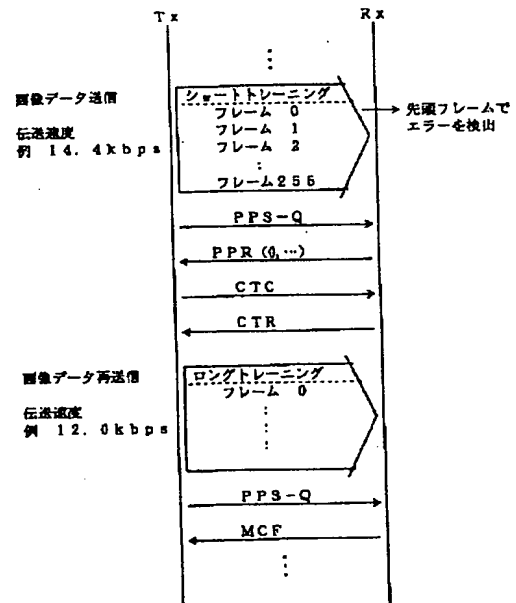 Tx Rx
画像データ送信
伝送速度
例 14.4kbps
ショートトレーニング
フレーム 0
フレーム 1
フレーム 2
フレーム255
先頭フレームで
エラーを検出
PPS-Q
PPR(0,…)
CTC
CTR
画像データ再送信
伝送速度
例 12.0kbps
ロングトレーニング
フレーム 0
PPS-Q
MCF